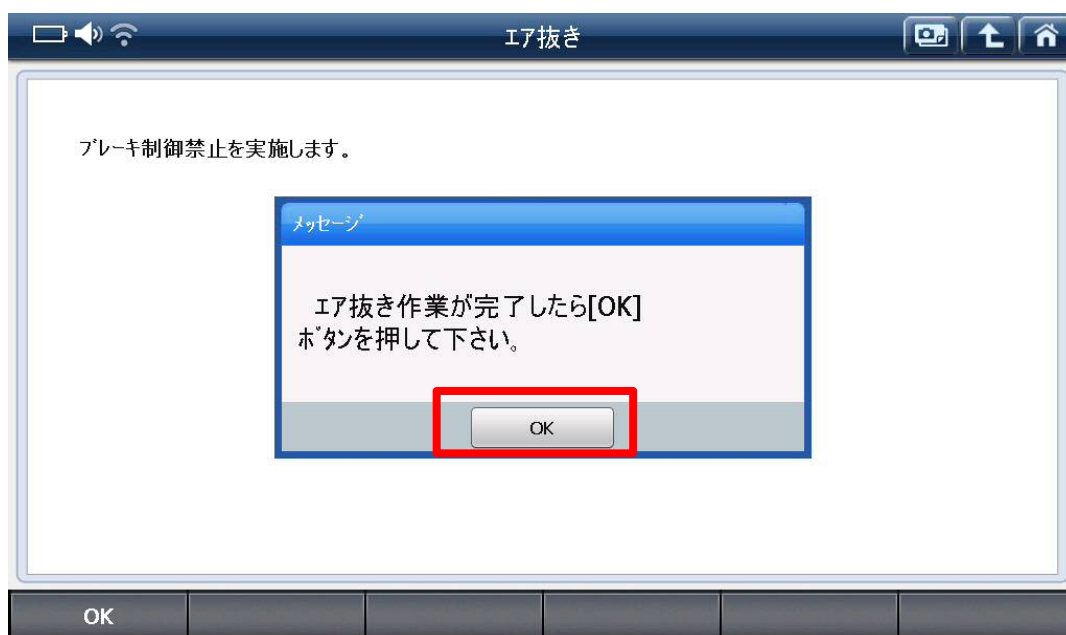 エア抜き
ブレーキ制御禁止を実施します。
メッセージ
エア抜き作業が完了したら[OK]
ボタンを押して下さい。
OK
OK